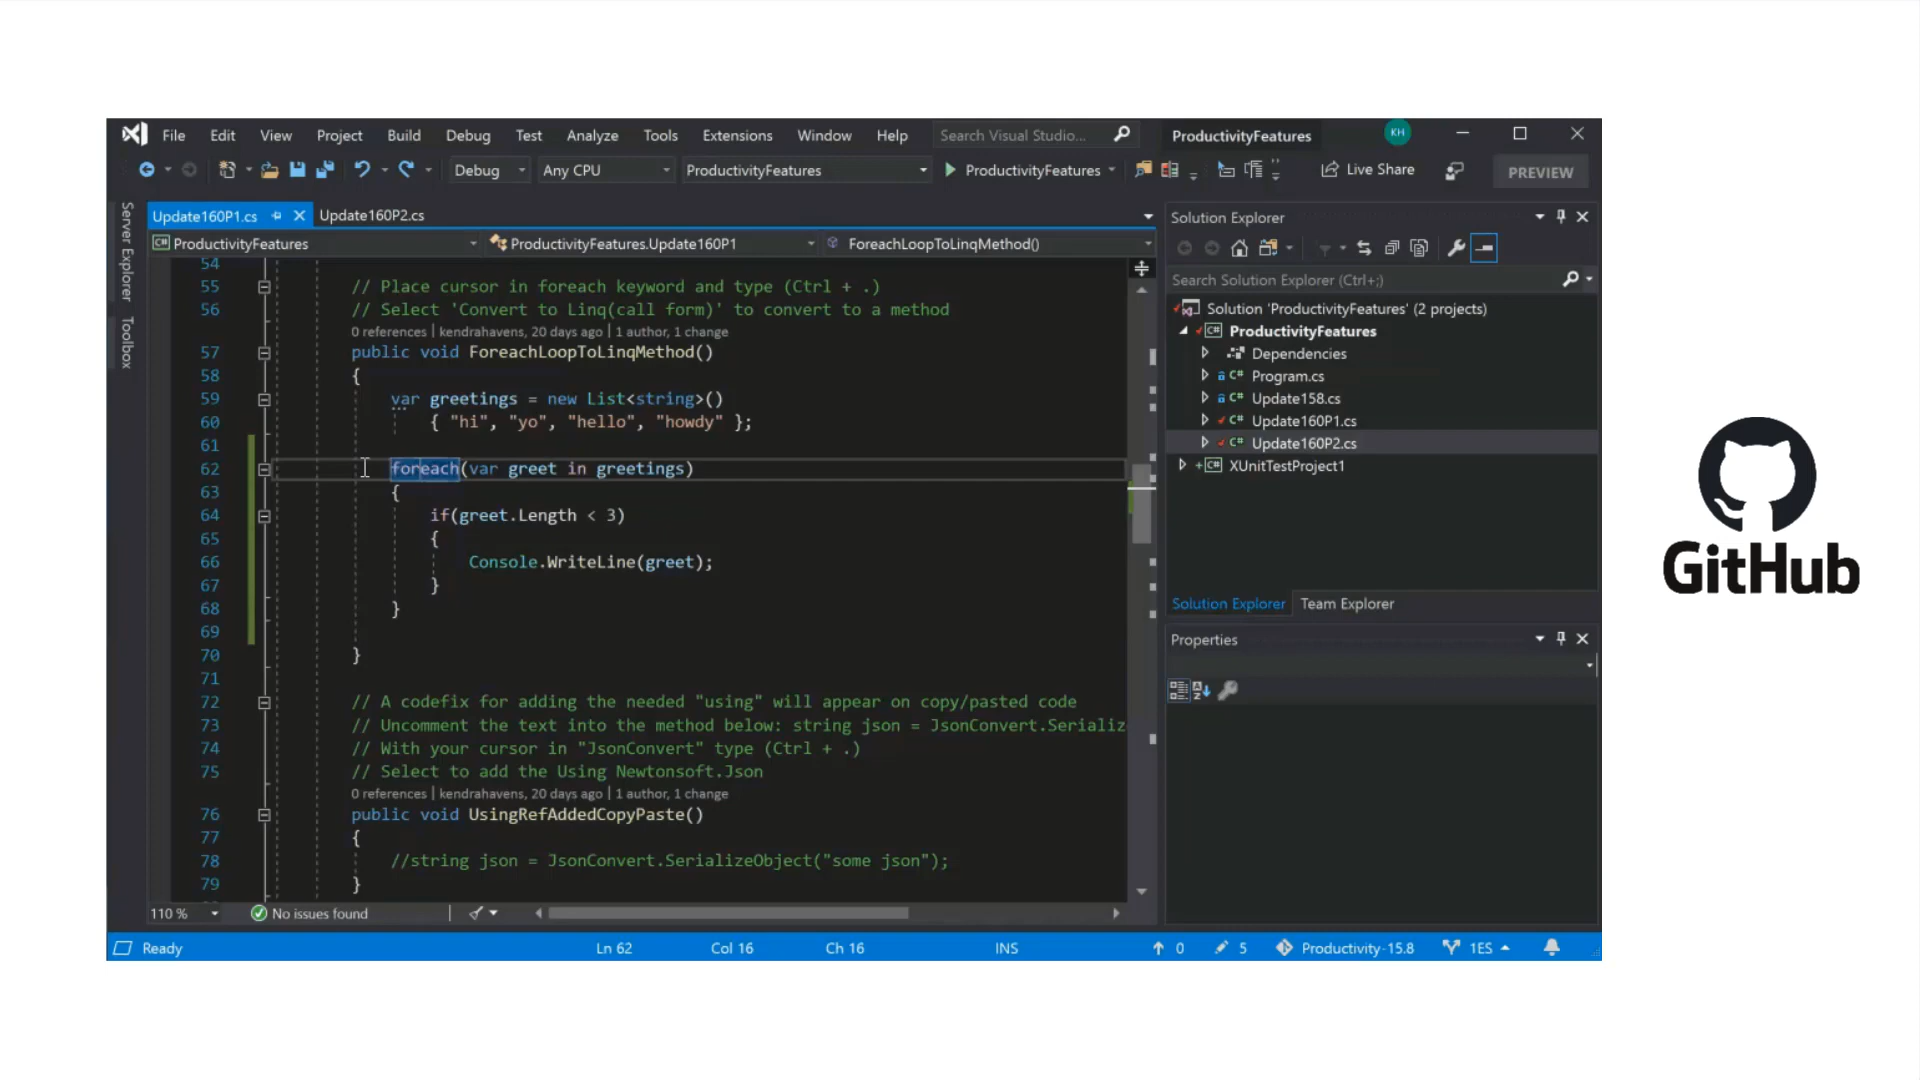 File Edit View Project Build Debug Test Analyze Tools Extensions Window Help Search Visual Studio... ProductivityFeatures KH
Debug Any CPU ProductivityFeatures ProductivityFeatures Live Share PREVIEW
Server Explorer
Toolbox
Update160P1.cs Update160P2.cs
C# ProductivityFeatures ProductivityFeatures.Update160P1 ForeachLoopToLinqMethod()
54
55 // Place cursor in foreach keyword and type (Ctrl + .)
56 // Select 'Convert to Linq(call form)' to convert to a method
0 references | kendrahavens, 20 days ago | 1 author, 1 change
57 public void ForeachLoopToLinqMethod()
58 {
59 var greetings = new List<string>()
60 { "hi", "yo", "hello", "howdy" };
61
62 foreach(var greet in greetings)
63 {
64 if(greet.Length < 3)
65 {
66 Console.WriteLine(greet);
67 }
68 }
69
70 }
71
72 // A codefix for adding the needed "using" will appear on copy/pasted code
73 // Uncomment the text into the method below: string json = JsonConvert.Serializ
74 // With your cursor in "JsonConvert" type (Ctrl + .)
75 // Select to add the Using Newtonsoft.Json
0 references | kendrahavens, 20 days ago | 1 author, 1 change
76 public void UsingRefAddedCopyPaste()
77 {
78 //string json = JsonConvert.SerializeObject("some json");
79 }
110 % No issues found
Solution Explorer
Search Solution Explorer (Ctrl+;)
Solution 'ProductivityFeatures' (2 projects)
C# ProductivityFeatures
Dependencies
C# Program.cs
C# Update158.cs
C# Update160P1.cs
C# Update160P2.cs
C# XUnitTestProject1
Solution Explorer Team Explorer
Properties
Ready Ln 62 Col 16 Ch 16 INS 0 5 Productivity-15.8 1ES
GitHub